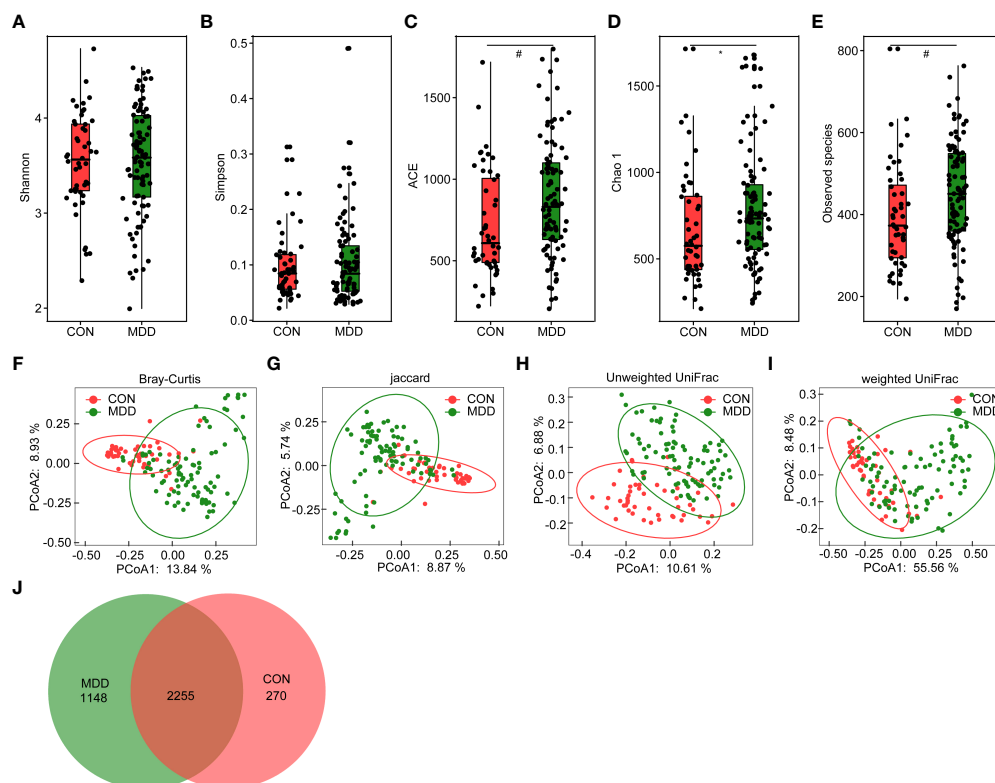 A
B
C
D
E
Shannon
4
3
2
CON MDD
Simpson
0.5
0.4
0.3
0.2
0.1
0.0
CON MDD
ACE
#
1500
1000
500
CON MDD
Chao 1
*
1500
1000
500
CON MDD
Observed species
#
800
600
400
200
CON MDD
F
Bray-Curtis
CON
MDD
PCoA2: 8.93 %
0.25
0.00
-0.25
-0.50
-0.50 -0.25 0.00 0.25
PCoA1: 13.84 %
G
jaccard
CON
MDD
PCoA2: 5.74 %
0.25
0.00
-0.25
-0.25 0.00 0.25 0.50
PCoA1: 8.87 %
H
Unweighted UniFrac
CON
MDD
PCoA2: 6.88 %
0.3
0.2
0.1
0.0
-0.1
-0.2
-0.4 -0.2 0.0 0.2
PCoA1: 10.61 %
I
weighted UniFrac
CON
MDD
PCoA2: 8.48 %
0.2
0.1
0.0
-0.1
-0.2
-0.50 -0.25 0.00 0.25 0.50
PCoA1: 55.56 %
J
MDD
1148
2255
CON
270